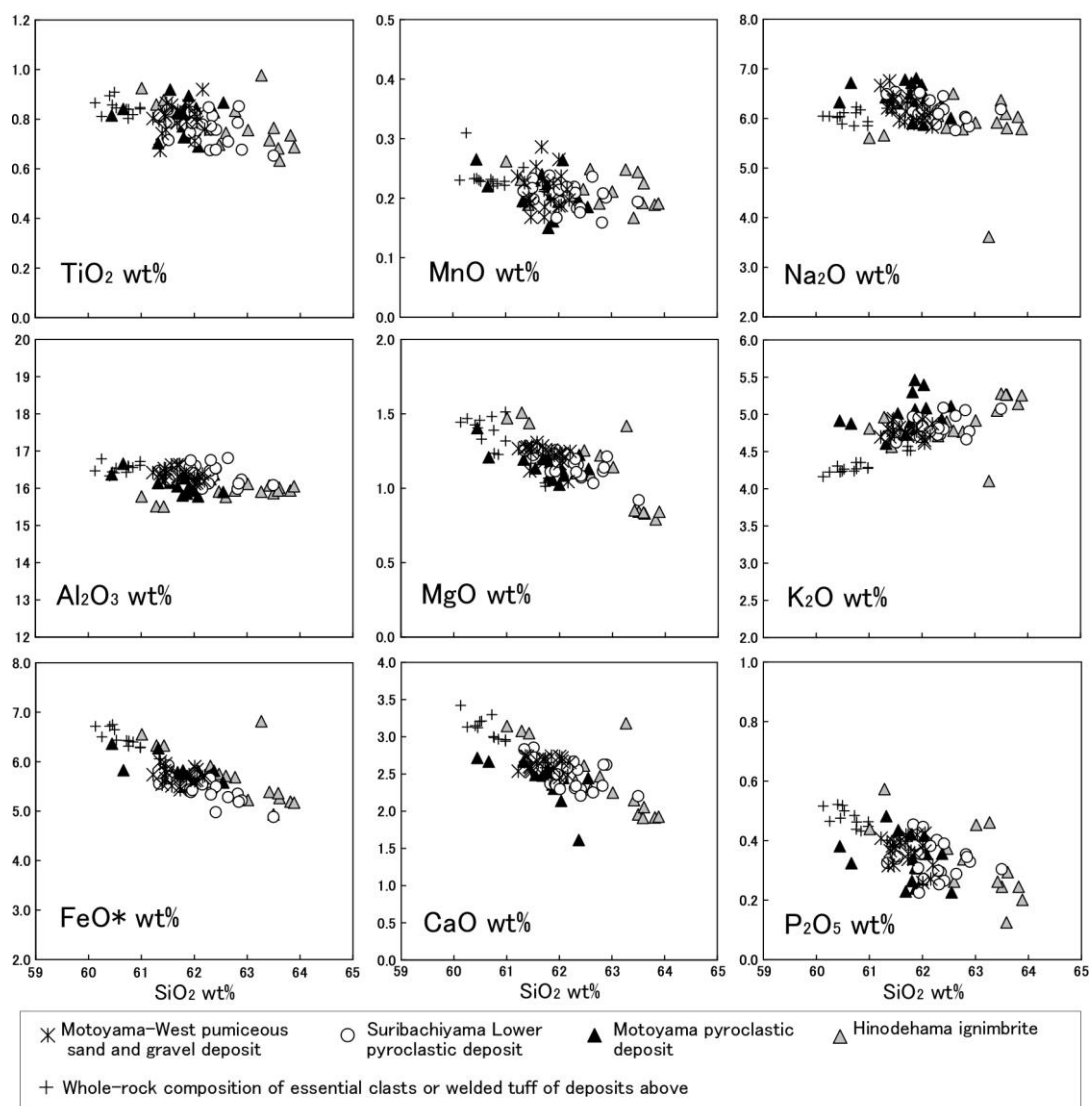 1.2
1.0
0.8
0.6
0.4
0.2
0.0
TiO₂ wt%
0.5
0.4
0.3
0.2
0.1
0.0
MnO wt%
8.0
7.0
6.0
5.0
4.0
3.0
2.0
Na₂O wt%
20
19
18
17
16
15
14
13
12
Al₂O₃ wt%
2.0
1.5
1.0
0.5
0.0
MgO wt%
6.0
5.5
5.0
4.5
4.0
3.5
3.0
2.5
2.0
K₂O wt%
8.0
7.0
6.0
5.0
4.0
3.0
2.0
FeO* wt%
59 60 61 62 63 64 65
SiO₂ wt%
4.0
3.5
3.0
2.5
2.0
1.5
1.0
0.5
0.0
CaO wt%
59 60 61 62 63 64 65
SiO₂ wt%
1.0
0.8
0.6
0.4
0.2
0.0
P₂O₅ wt%
59 60 61 62 63 64 65
SiO₂ wt%
Motoyama-West pumiceous
sand and gravel deposit
Suribachiyama Lower
pyroclastic deposit
Motoyama pyroclastic
deposit
Hinodehama ignimbrite
Whole-rock composition of essential clasts or welded tuff of deposits above